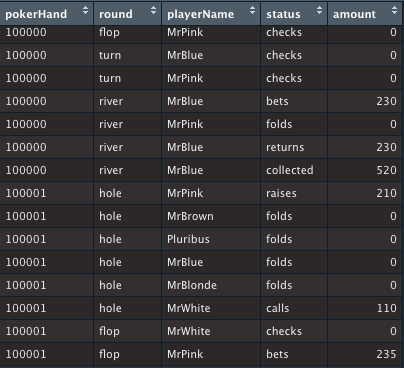 pokerHand round playerName status amount
100000 flop MrPink checks 0
100000 turn MrBlue checks 0
100000 turn MrPink checks 0
100000 river MrBlue bets 230
100000 river MrPink folds 0
100000 river MrBlue returns 230
100000 river MrBlue collected 520
100001 hole MrPink raises 210
100001 hole MrBrown folds 0
100001 hole Pluribus folds 0
100001 hole MrBlue folds 0
100001 hole MrBlonde folds 0
100001 hole MrWhite calls 110
100001 flop MrWhite checks 0
100001 flop MrPink bets 235